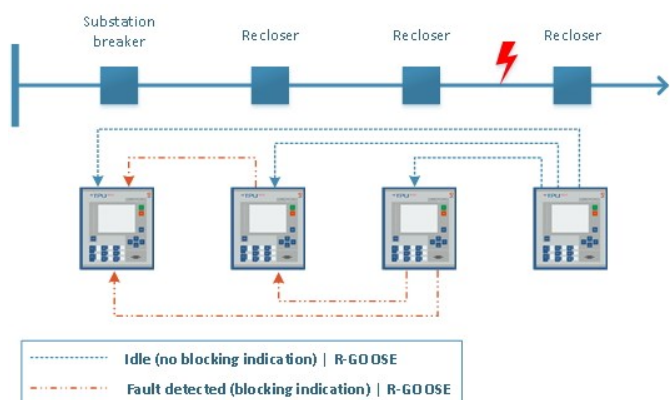 Substation
breaker
Recloser
Recloser
Recloser
Idle (no blocking indication) | R-GOOSE
Fault detected (blocking indication) | R-GOOSE